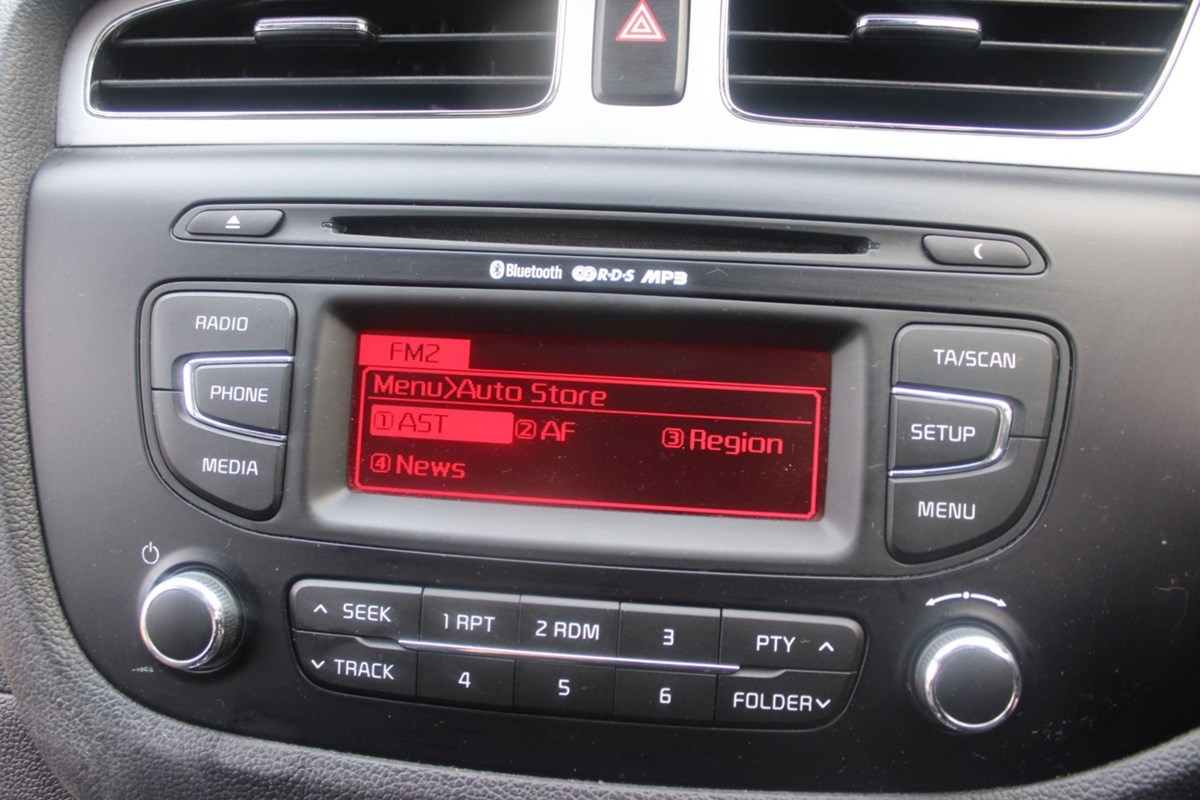 Bluetooth R·D·S MP3
RADIO
PHONE
MEDIA
FM2
Menu>Auto Store
①AST ②AF ③Region
④News
TA/SCAN
SETUP
MENU
SEEK 1 RPT 2 RDM 3 PTY
TRACK 4 5 6 FOLDER